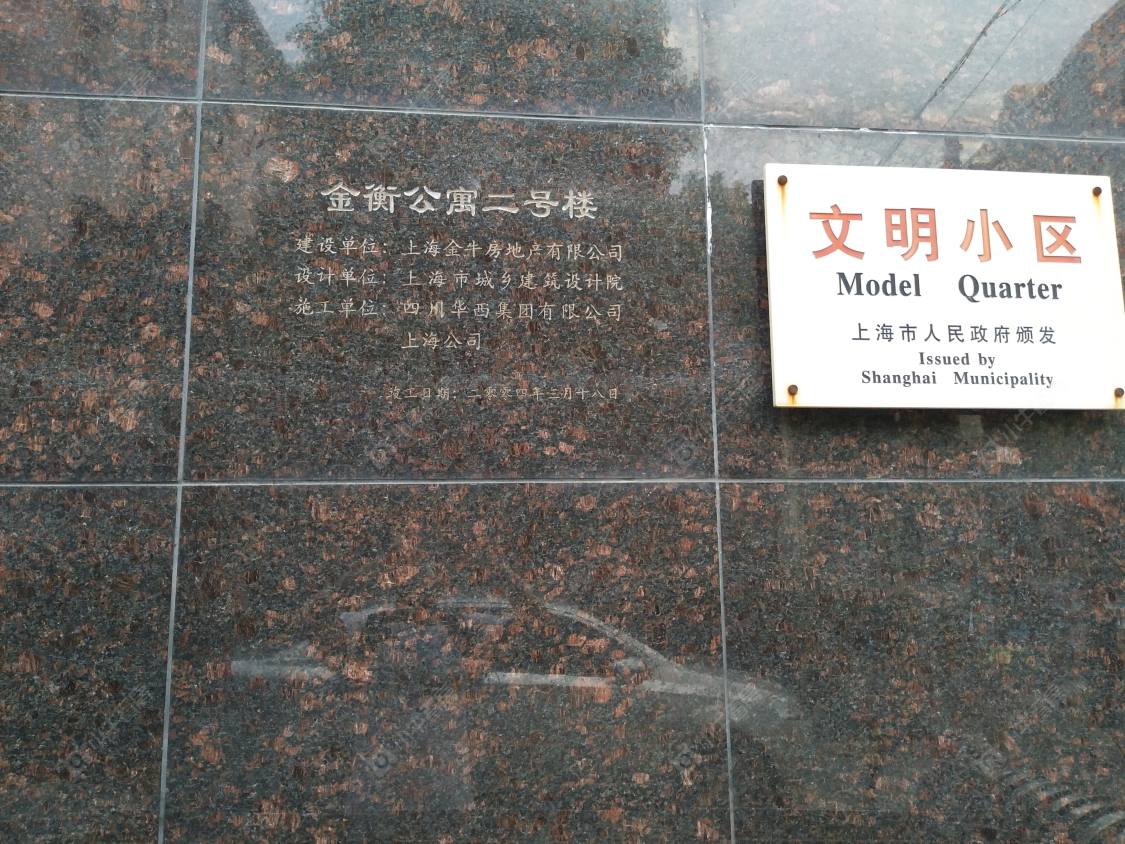 金衡公寓二号楼
建设单位：上海金牛房地产有限公司
设计单位：上海市城乡建筑设计院
施工单位：四川华西集团有限公司
上海公司
竣工日期：二零零四年三月十八日
文明小区
Model Quarter
上海市人民政府颁发
Issued by
Shanghai Municipality